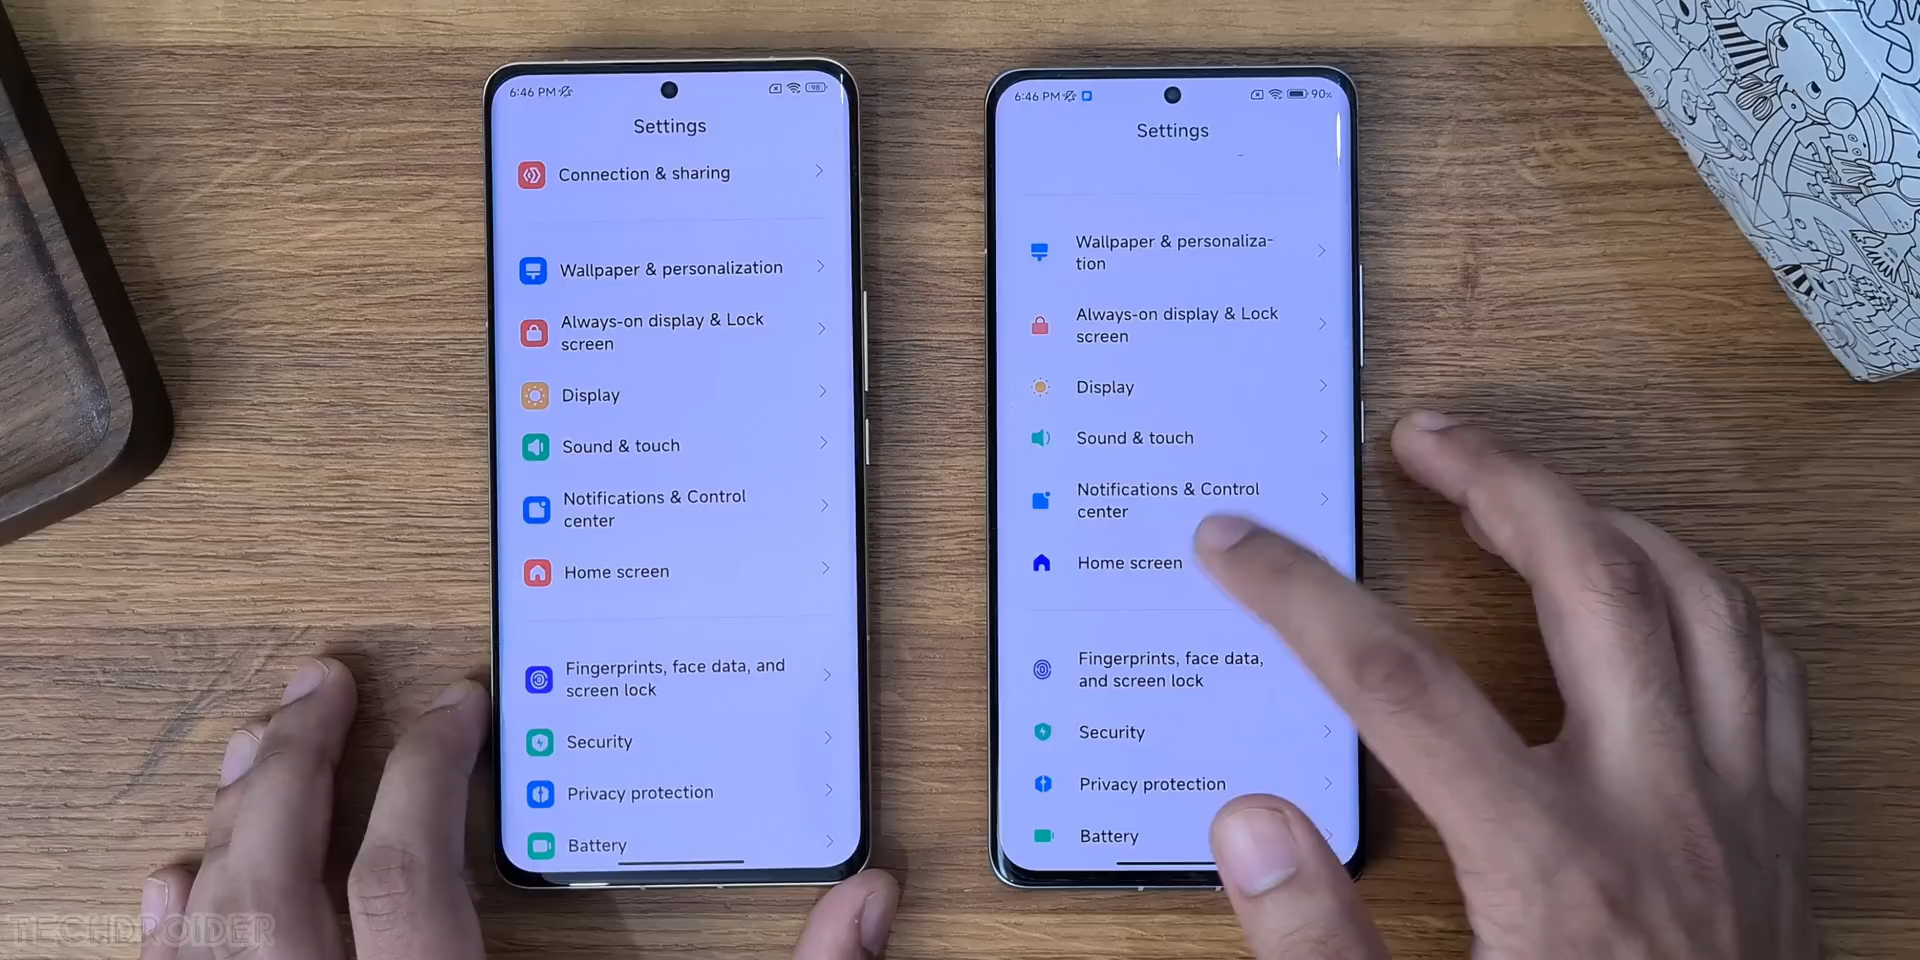 6:46 PM
98
Settings
Connection & sharing
Wallpaper & personalization
Always-on display & Lock
screen
Display
Sound & touch
Notifications & Control
center
Home screen
Fingerprints, face data, and
screen lock
Security
Privacy protection
Battery
6:46 PM
90%
Settings
Wallpaper & personaliza-
tion
Always-on display & Lock
screen
Display
Sound & touch
Notifications & Control
center
Home screen
Fingerprints, face data,
and screen lock
Security
Privacy protection
Battery
TECHDROIDER